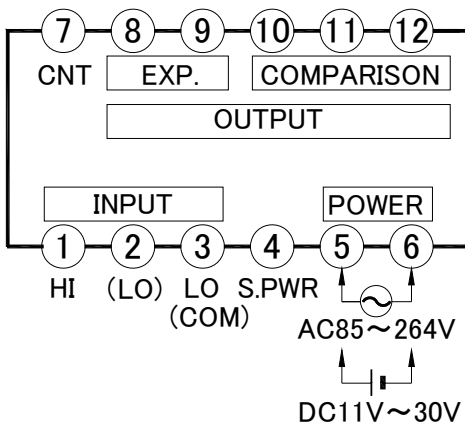 7 8 9 10 11 12
CNT EXP. COMPARISON
OUTPUT
INPUT POWER
1 2 3 4 5 6
HI (LO) LO S.PWR
(COM)
AC85～264V
DC11V～30V